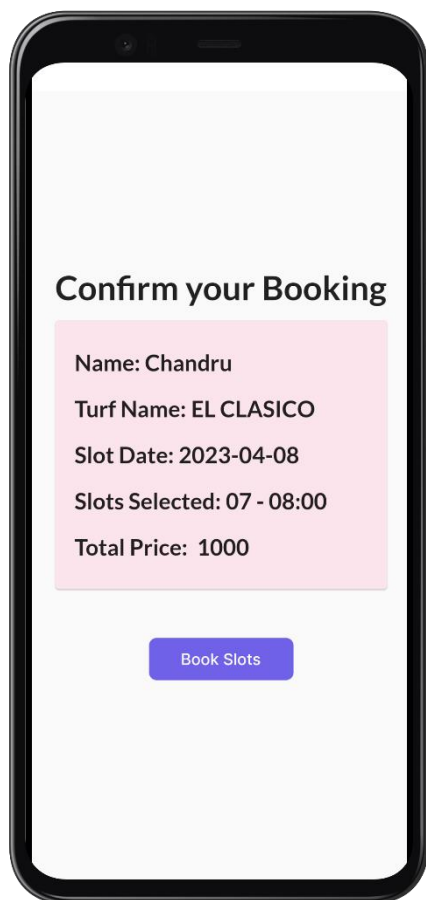 Confirm your Booking
Name: Chandru
Turf Name: EL CLASICO
Slot Date: 2023-04-08
Slots Selected: 07 - 08:00
Total Price: 1000
Book Slots